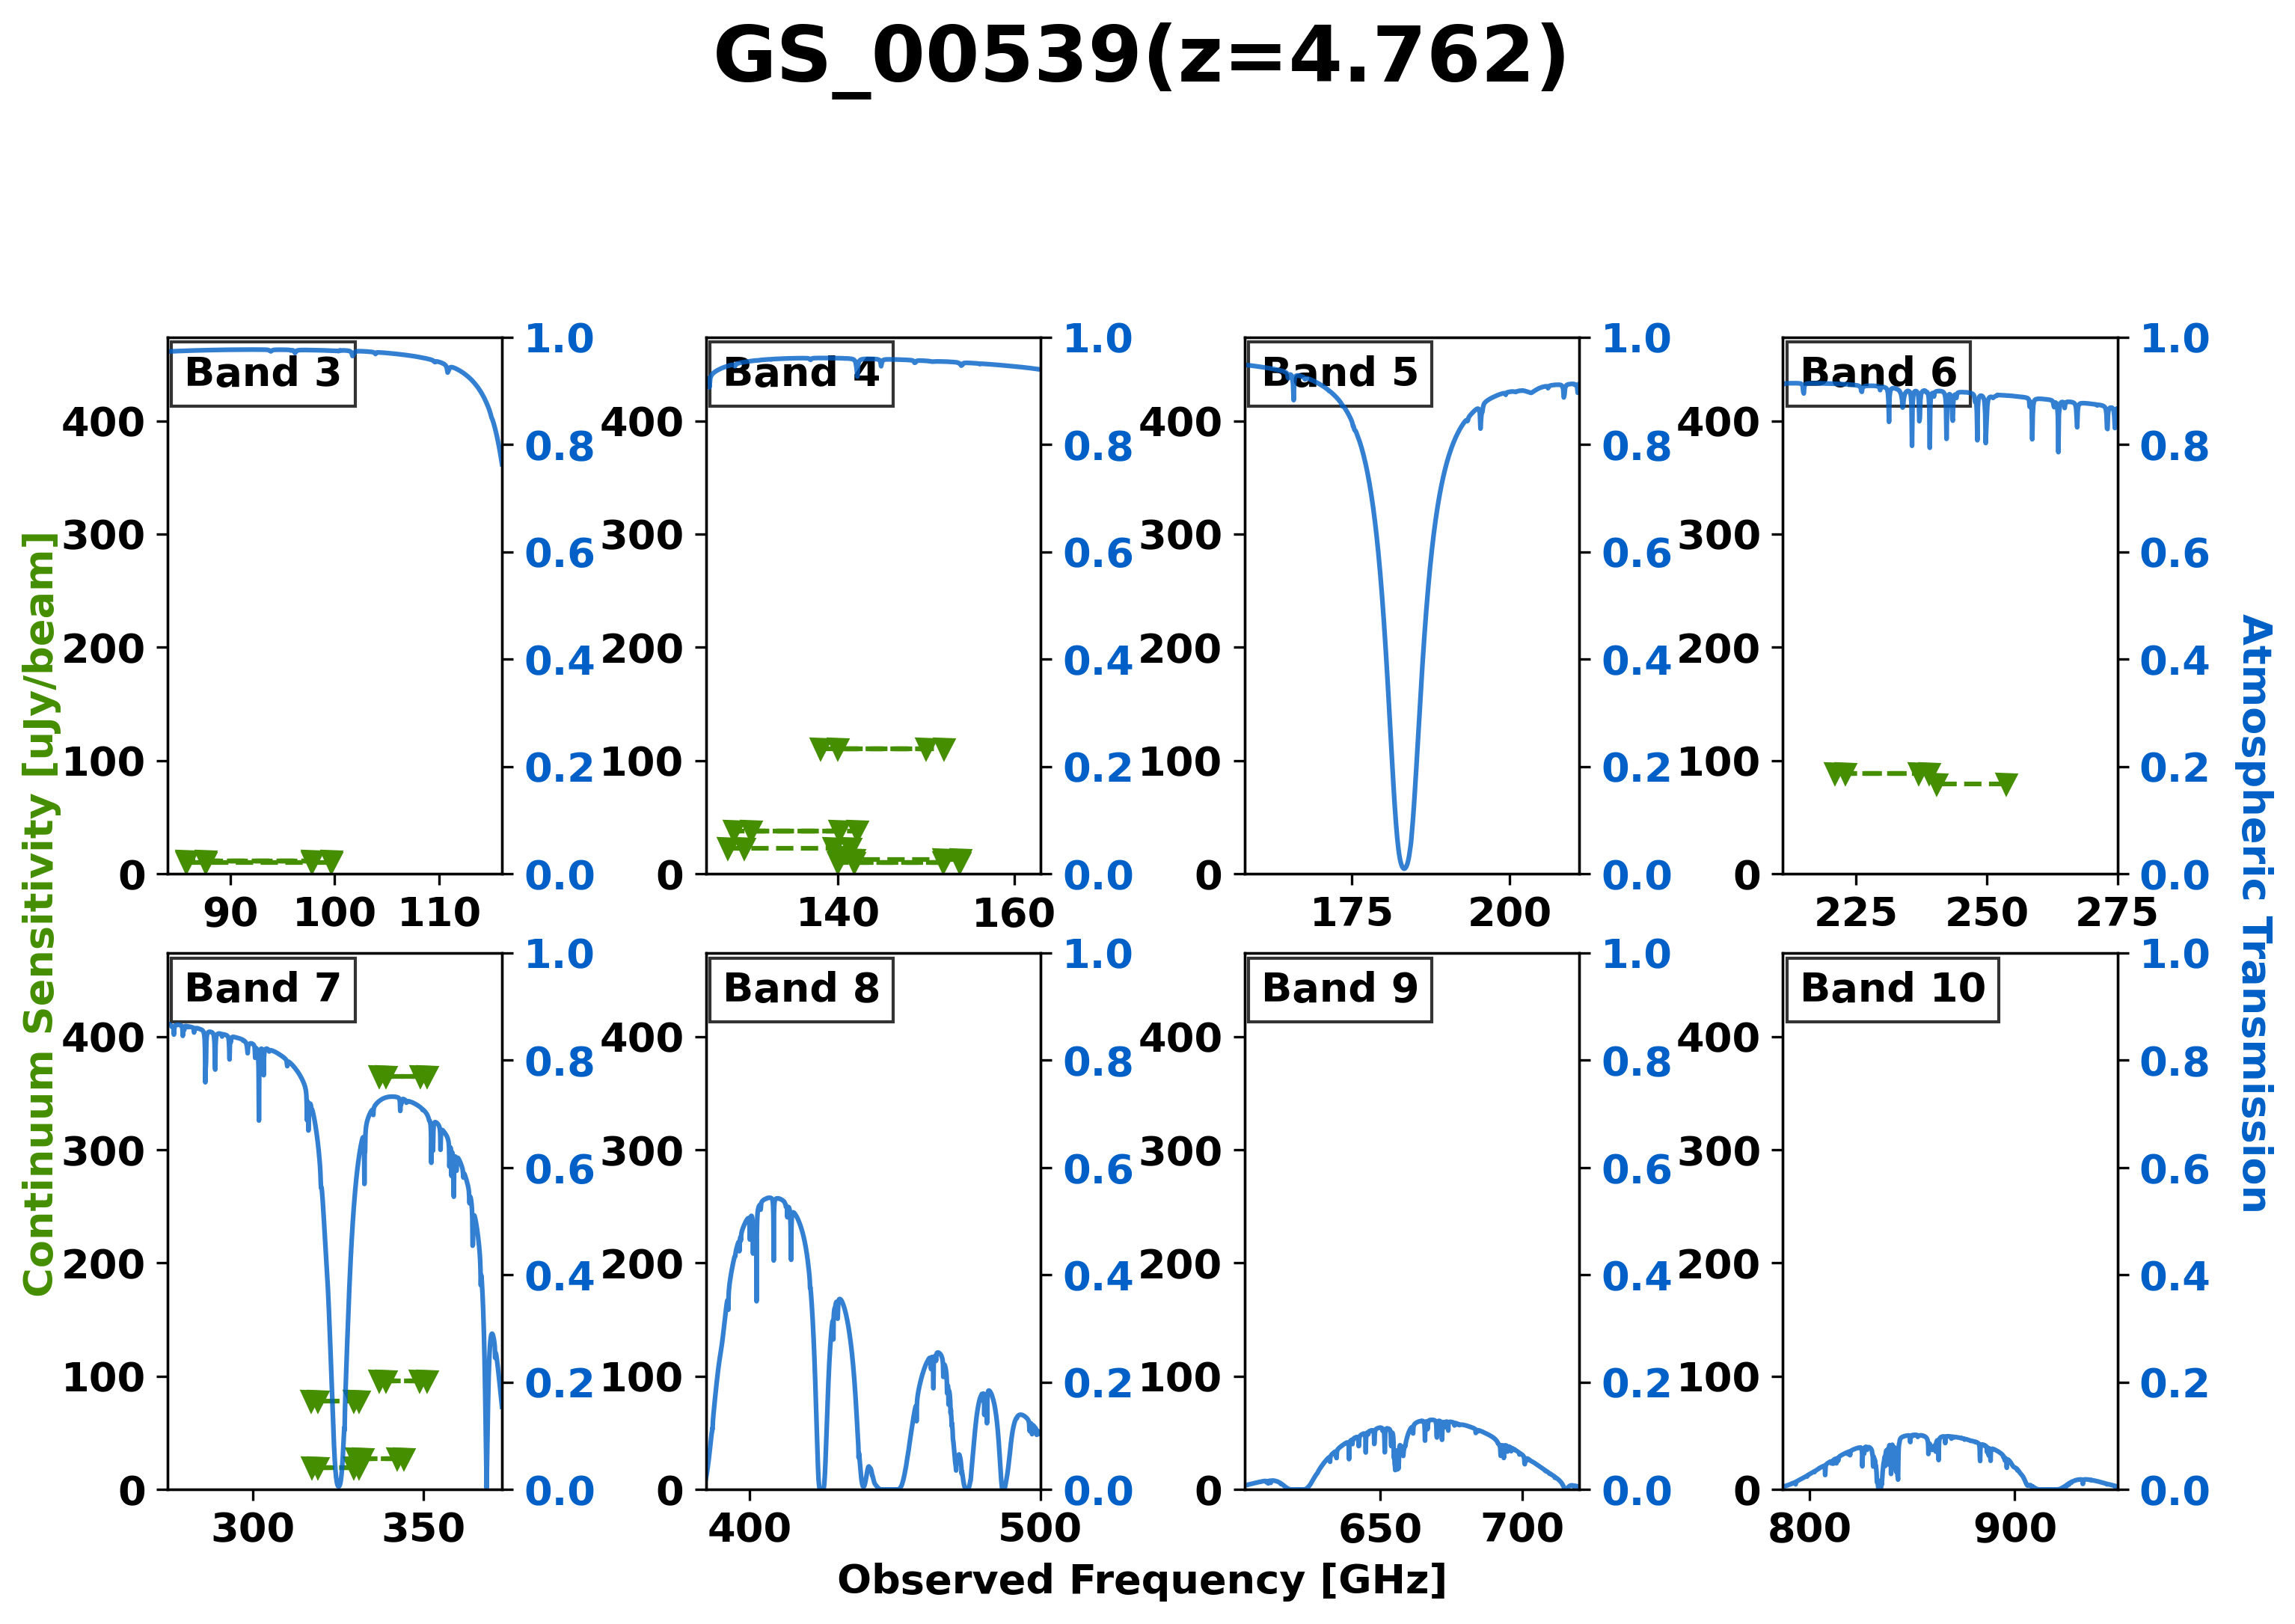 GS_00539(z=4.762)
Continuum Sensitivity [uJy/beam]
Atmospheric Transmission
Band 3
0 100 200 300 400
0.0 0.2 0.4 0.6 0.8 1.0
90 100 110
Band 4
0 100 200 300 400
0.0 0.2 0.4 0.6 0.8 1.0
140 160
Band 5
0 100 200 300 400
0.0 0.2 0.4 0.6 0.8 1.0
175 200
Band 6
0 100 200 300 400
0.0 0.2 0.4 0.6 0.8 1.0
225 250 275
Band 7
0 100 200 300 400
0.0 0.2 0.4 0.6 0.8 1.0
300 350
Band 8
0 100 200 300 400
0.0 0.2 0.4 0.6 0.8 1.0
400 500
Band 9
0 100 200 300 400
0.0 0.2 0.4 0.6 0.8 1.0
650 700
Band 10
0 100 200 300 400
0.0 0.2 0.4 0.6 0.8 1.0
800 900
Observed Frequency [GHz]